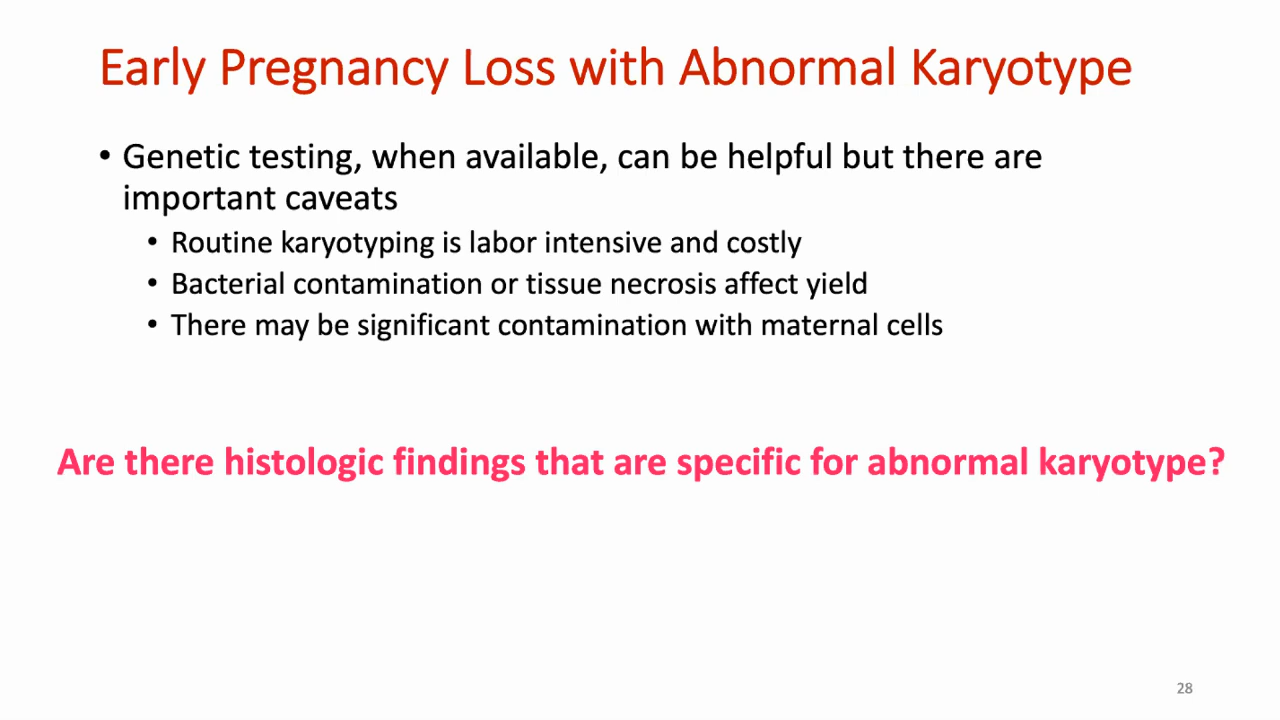 Early Pregnancy Loss with Abnormal Karyotype
• Genetic testing, when available, can be helpful but there are
important caveats
• Routine karyotyping is labor intensive and costly
• Bacterial contamination or tissue necrosis affect yield
• There may be significant contamination with maternal cells
Are there histologic findings that are specific for abnormal karyotype?
28